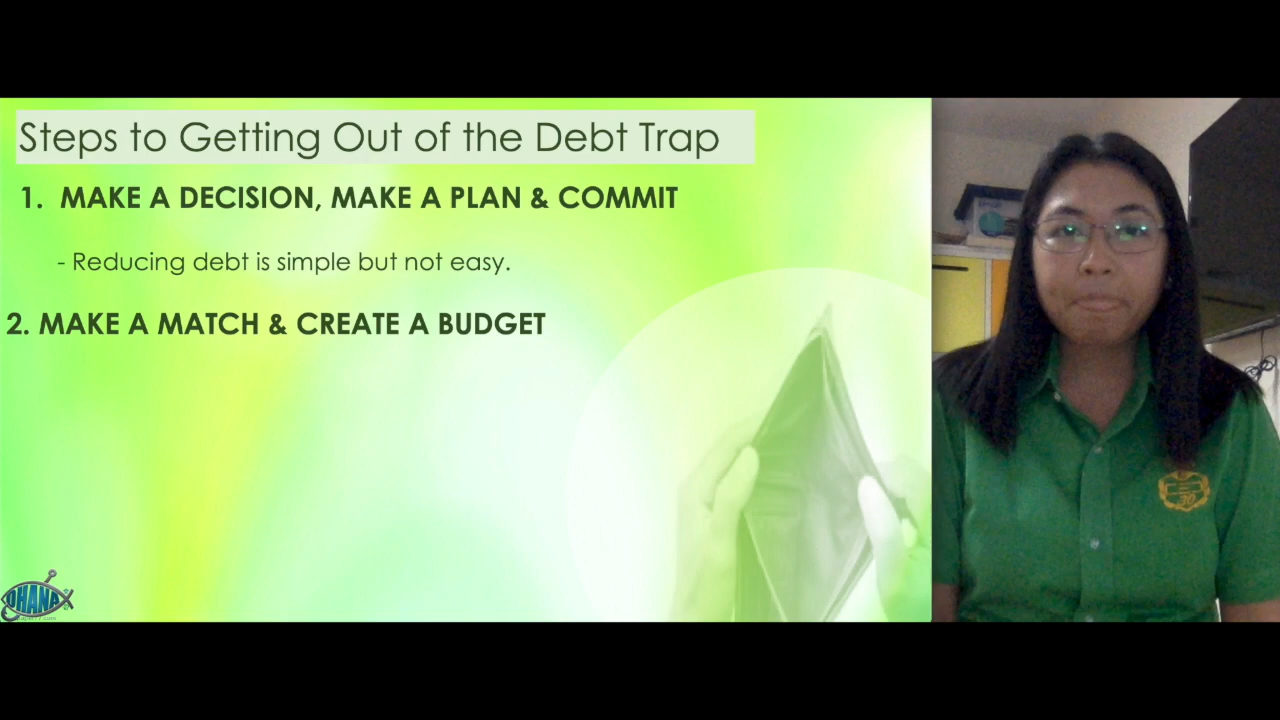 Steps to Getting Out of the Debt Trap
1. MAKE A DECISION, MAKE A PLAN & COMMIT
- Reducing debt is simple but not easy.
2. MAKE A MATCH & CREATE A BUDGET
OHANA
30